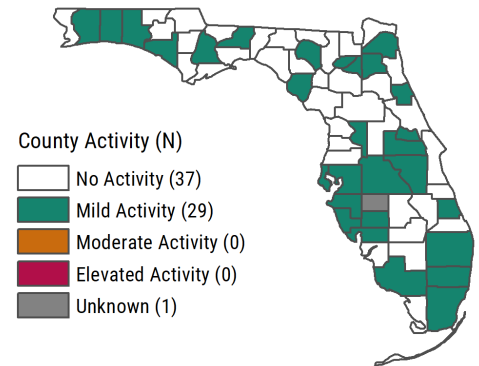 County Activity (N)
No Activity (37)
Mild Activity (29)
Moderate Activity (0)
Elevated Activity (0)
Unknown (1)